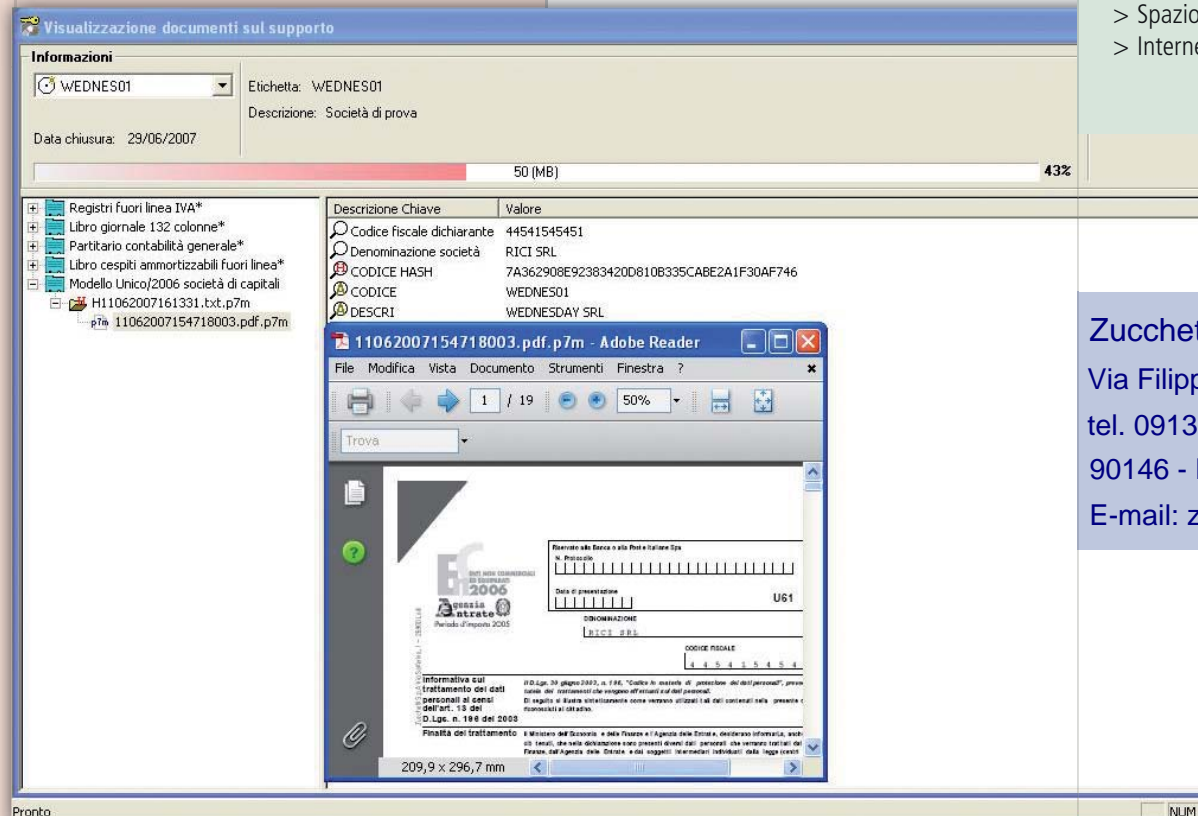 Visualizzazione documenti sul supporto
Informazioni
WEDNES01
Etichetta: WEDNES01
Descrizione: Società di prova
Data chiusura: 29/06/2007
50 (MB)
43%
Registri fuori linea IVA*
Libro giornale 132 colonne*
Partitario contabilità generale*
Libro cespiti ammortizzabili fuori linea*
Modello Unico/2006 società di capitali
H11062007161331.txt.p7m
p7m 11062007154718003.pdf.p7m
Descrizione Chiave Valore
Codice fiscale dichiarante 44541545451
Denominazione società RICI SRL
CODICE HASH 7A362908E92383420D810B335CABE2A1F30AF746
CODICE WEDNES01
DESCRI WEDNESDAY SRL
11062007154718003.pdf.p7m - Adobe Reader
File Modifica Vista Documento Strumenti Finestra ?
1 / 19 50%
Trova
Riservato alla Banca o alla Poste Italiane Spa
N. Protocollo
Data di presentazione
U61
2006
Agenzia
Entrate
Periodo d'imposta 2005
DENOMINAZIONE
RICI SRL
CODICE FISCALE
4 4 5 4 1 5 4 5 4
Informativa sul
trattamento dei dati
personali ai sensi
dell'art. 13 del
D.Lgs. n. 196 del 2003
Finalità del trattamento
209,9 x 296,7 mm
Pronto
NUM
> Spazio
> Interne
Zucchet
Via Filipp
tel. 0913
90146 -
E-mail: z